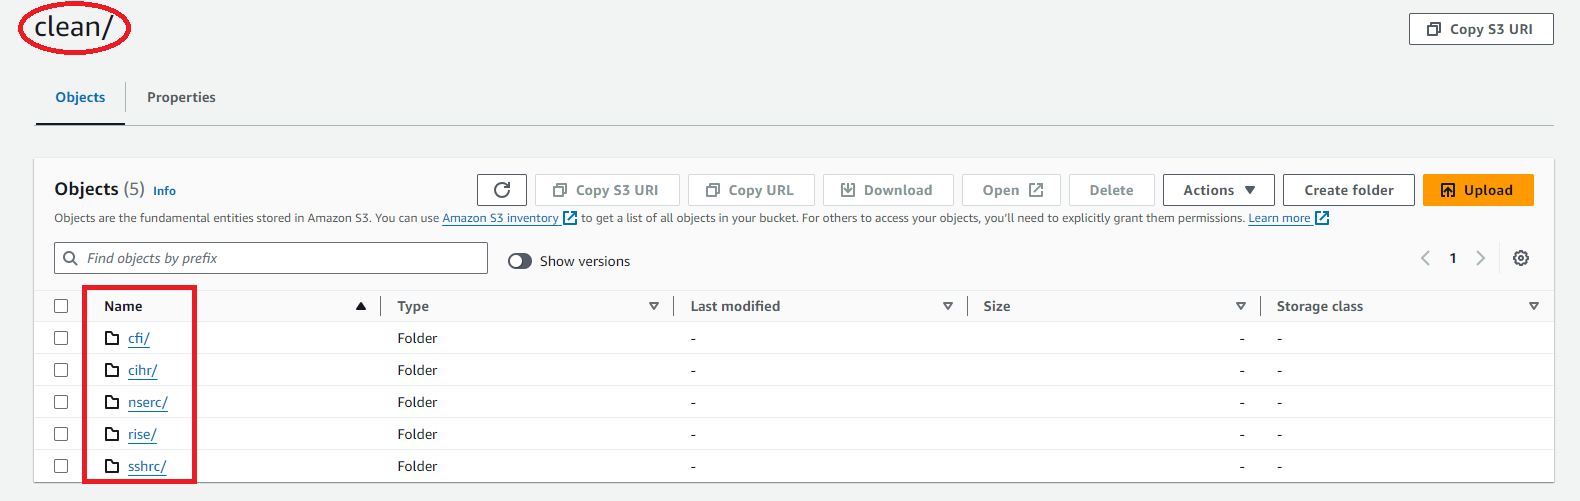 clean/
Copy S3 URI
Objects Properties
Objects (5) Info Copy S3 URI Copy URL Download Open Delete Actions Create folder Upload
Objects are the fundamental entities stored in Amazon S3. You can use Amazon S3 inventory to get a list of all objects in your bucket. For others to access your objects, you'll need to explicitly grant them permissions. Learn more
Find objects by prefix Show versions 1
Name Type Last modified Size Storage class
cfi/ Folder - - -
cihr/ Folder - - -
nserc/ Folder - - -
rise/ Folder - - -
sshrc/ Folder - - -